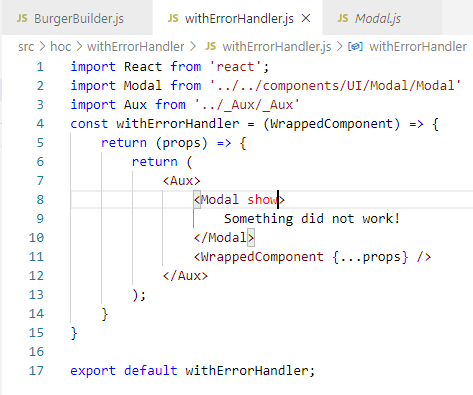 BurgerBuilder.js withErrorHandler.js × Modal.js
src > hoc > withErrorHandler > JS withErrorHandler.js > withErrorHandler
1 import React from 'react';
2 import Modal from '../../components/UI/Modal/Modal'
3 import Aux from '../_Aux/_Aux'
4 const withErrorHandler = (WrappedComponent) => {
5 return (props) => {
6 return (
7 <Aux>
8 <Modal show>
9 Something did not work!
10 </Modal>
11 <WrappedComponent {...props} />
12 </Aux>
13 );
14 }
15 }
16
17 export default withErrorHandler;